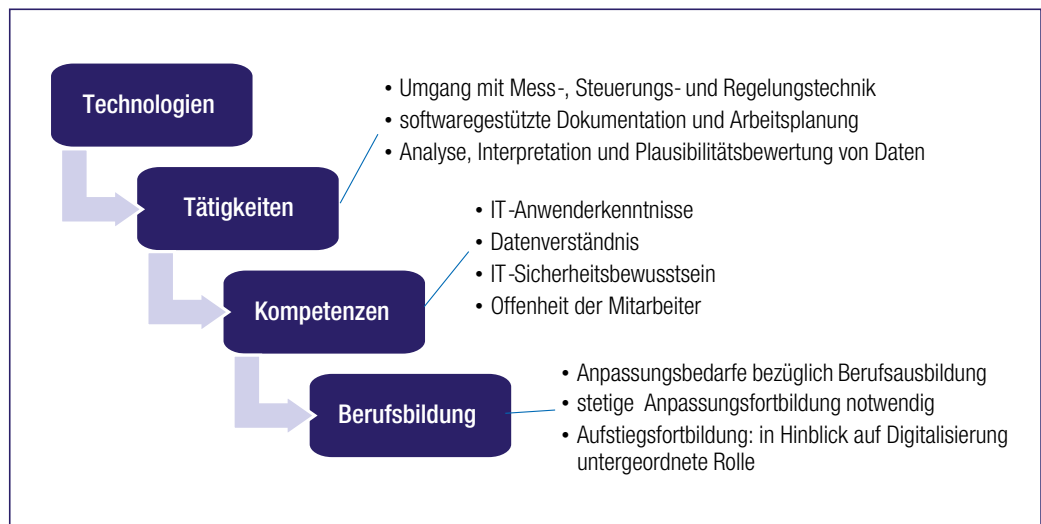 Technologien
• Umgang mit Mess-, Steuerungs- und Regelungstechnik
• softwaregestützte Dokumentation und Arbeitsplanung
• Analyse, Interpretation und Plausibilitätsbewertung von Daten
Tätigkeiten
• IT-Anwenderkenntnisse
• Datenverständnis
• IT-Sicherheitsbewusstsein
• Offenheit der Mitarbeiter
Kompetenzen
• Anpassungsbedarfe bezüglich Berufsausbildung
• stetige Anpassungsfortbildung notwendig
• Aufstiegsfortbildung: in Hinblick auf Digitalisierung
untergeordnete Rolle
Berufsbildung